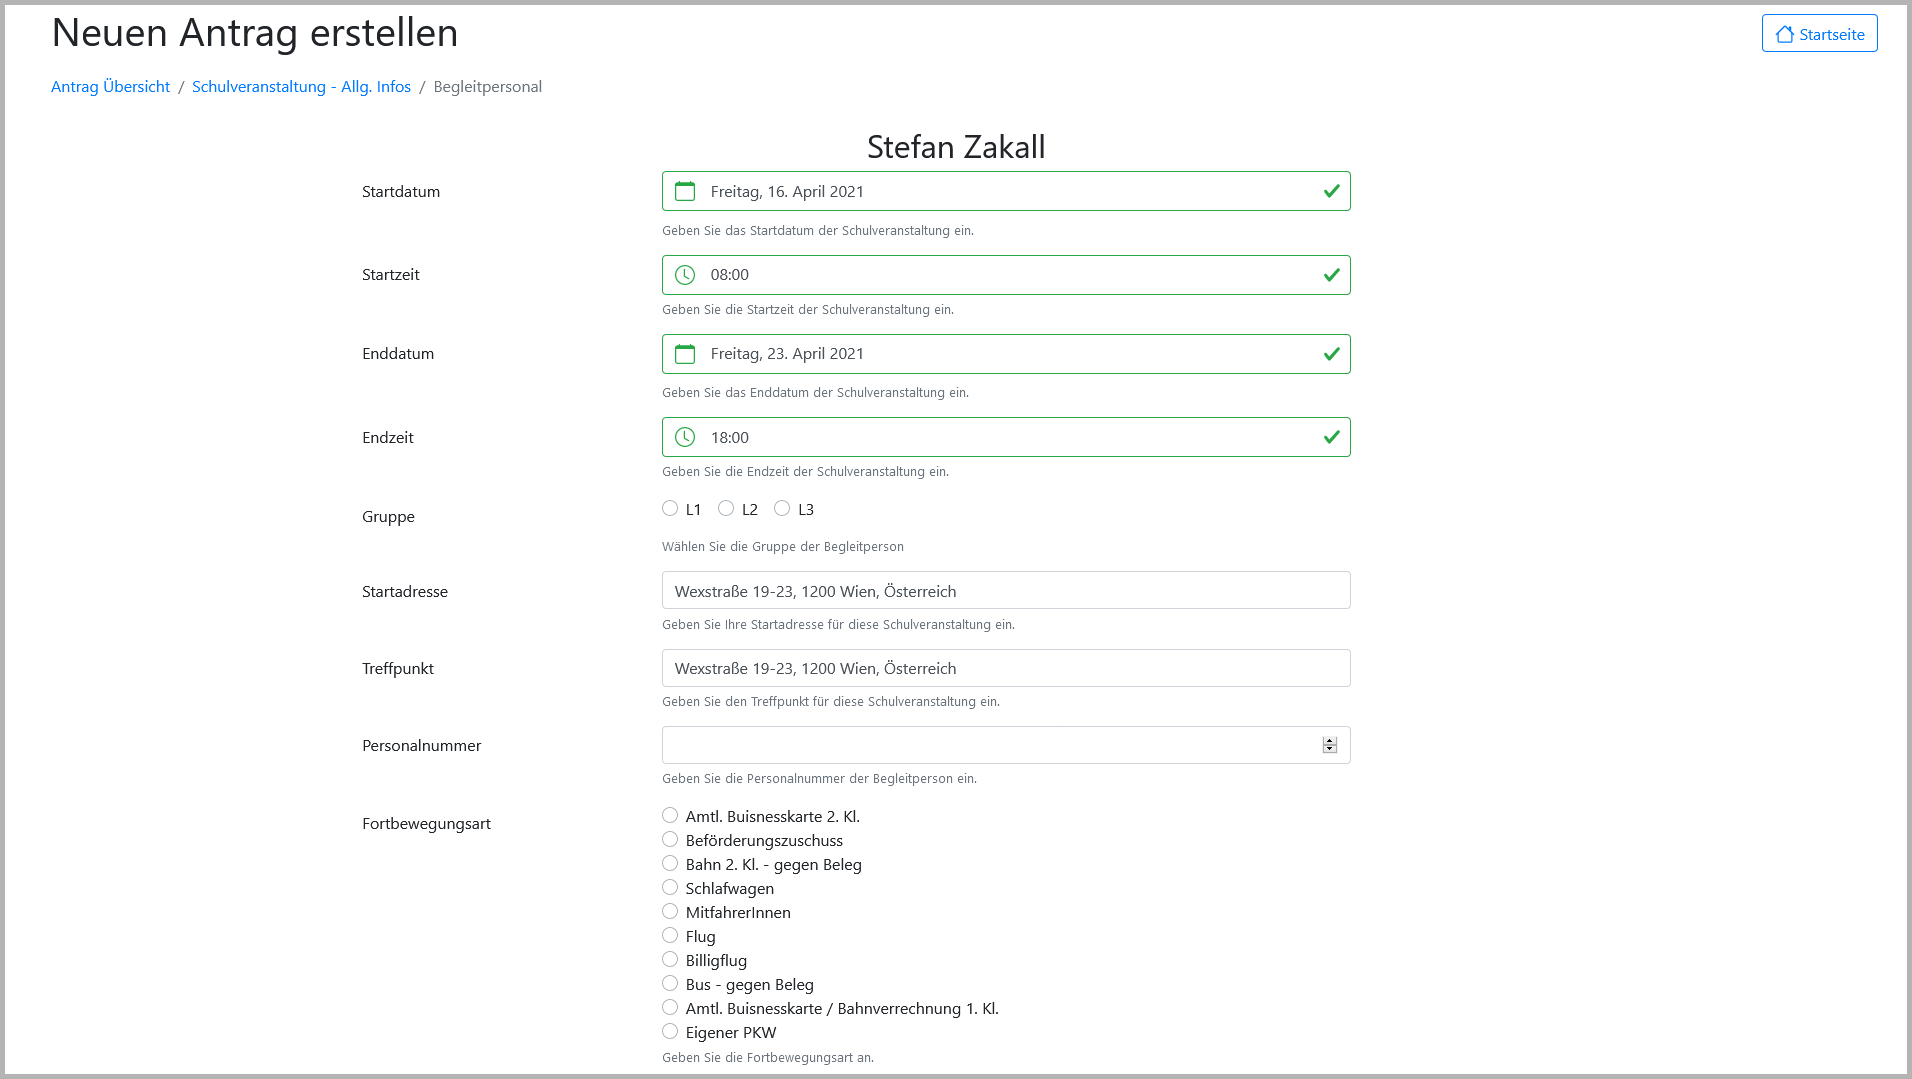 Neuen Antrag erstellen
Startseite
Antrag Übersicht / Schulveranstaltung - Allg. Infos / Begleitpersonal
Stefan Zakall
Startdatum
Freitag, 16. April 2021
Geben Sie das Startdatum der Schulveranstaltung ein.
Startzeit
08:00
Geben Sie die Startzeit der Schulveranstaltung ein.
Enddatum
Freitag, 23. April 2021
Geben Sie das Enddatum der Schulveranstaltung ein.
Endzeit
18:00
Geben Sie die Endzeit der Schulveranstaltung ein.
Gruppe
L1 L2 L3
Wählen Sie die Gruppe der Begleitperson
Startadresse
Wexstraße 19-23, 1200 Wien, Österreich
Geben Sie Ihre Startadresse für diese Schulveranstaltung ein.
Treffpunkt
Wexstraße 19-23, 1200 Wien, Österreich
Geben Sie den Treffpunkt für diese Schulveranstaltung ein.
Personalnummer
Geben Sie die Personalnummer der Begleitperson ein.
Fortbewegungsart
Amtl. Buisnesskarte 2. Kl.
Beförderungszuschuss
Bahn 2. Kl. - gegen Beleg
Schlafwagen
MitfahrerInnen
Flug
Billigflug
Bus - gegen Beleg
Amtl. Buisnesskarte / Bahnverrechnung 1. Kl.
Eigener PKW
Geben Sie die Fortbewegungsart an.